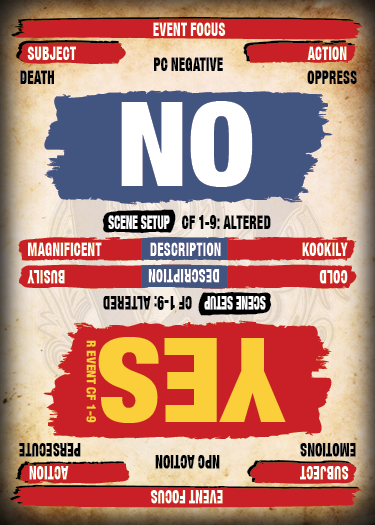 EVENT FOCUS
SUBJECT ACTION
DEATH PC NEGATIVE OPPRESS
NO
SCENE SETUP CF 1-9: ALTERED
MAGNIFICENT DESCRIPTION KOOKILY
COLD DESCRIPTION BUSILY
SCENE SETUP CF 1-9: ALTERED
YES
R EVENT CF 1-9
EMOTIONS NPC ACTION PERSECUTE
SUBJECT ACTION
EVENT FOCUS